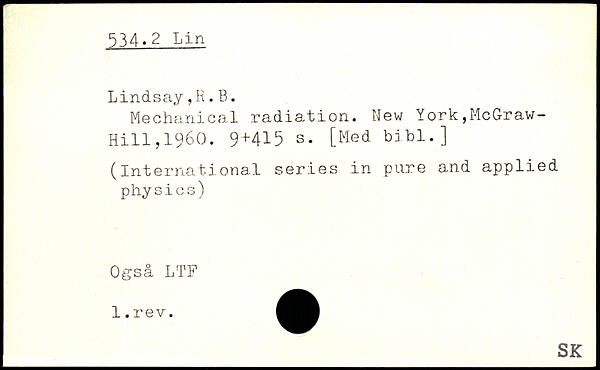 534.2 Lin
Lindsay,R.B.
Mechanical radiation. New York,McGraw-
Hill,1960. 9+415 s. [Med bibl.]
(International series in pure and applied
physics)
Også LTF
1.rev.
SK